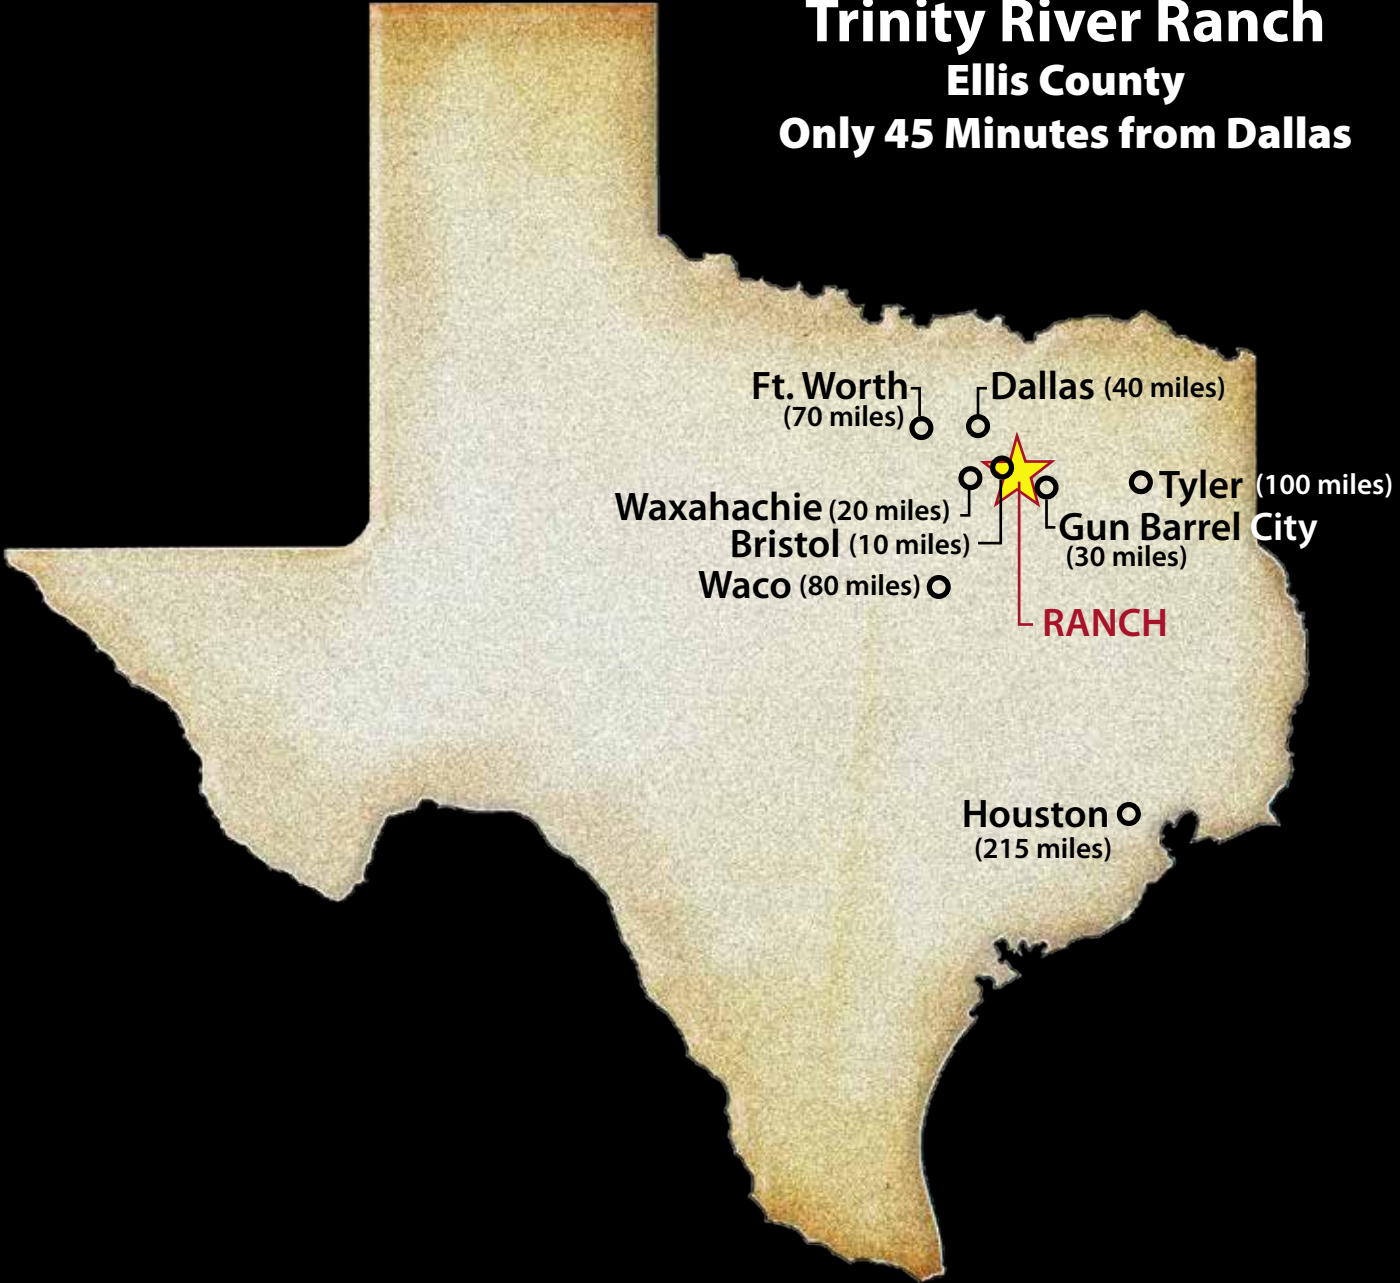 Trinity River Ranch
Ellis County
Only 45 Minutes from Dallas
Ft. Worth
(70 miles)
Dallas (40 miles)
Tyler (100 miles)
Waxahachie (20 miles)
Gun Barrel City
(30 miles)
Bristol (10 miles)
Waco (80 miles)
RANCH
Houston
(215 miles)